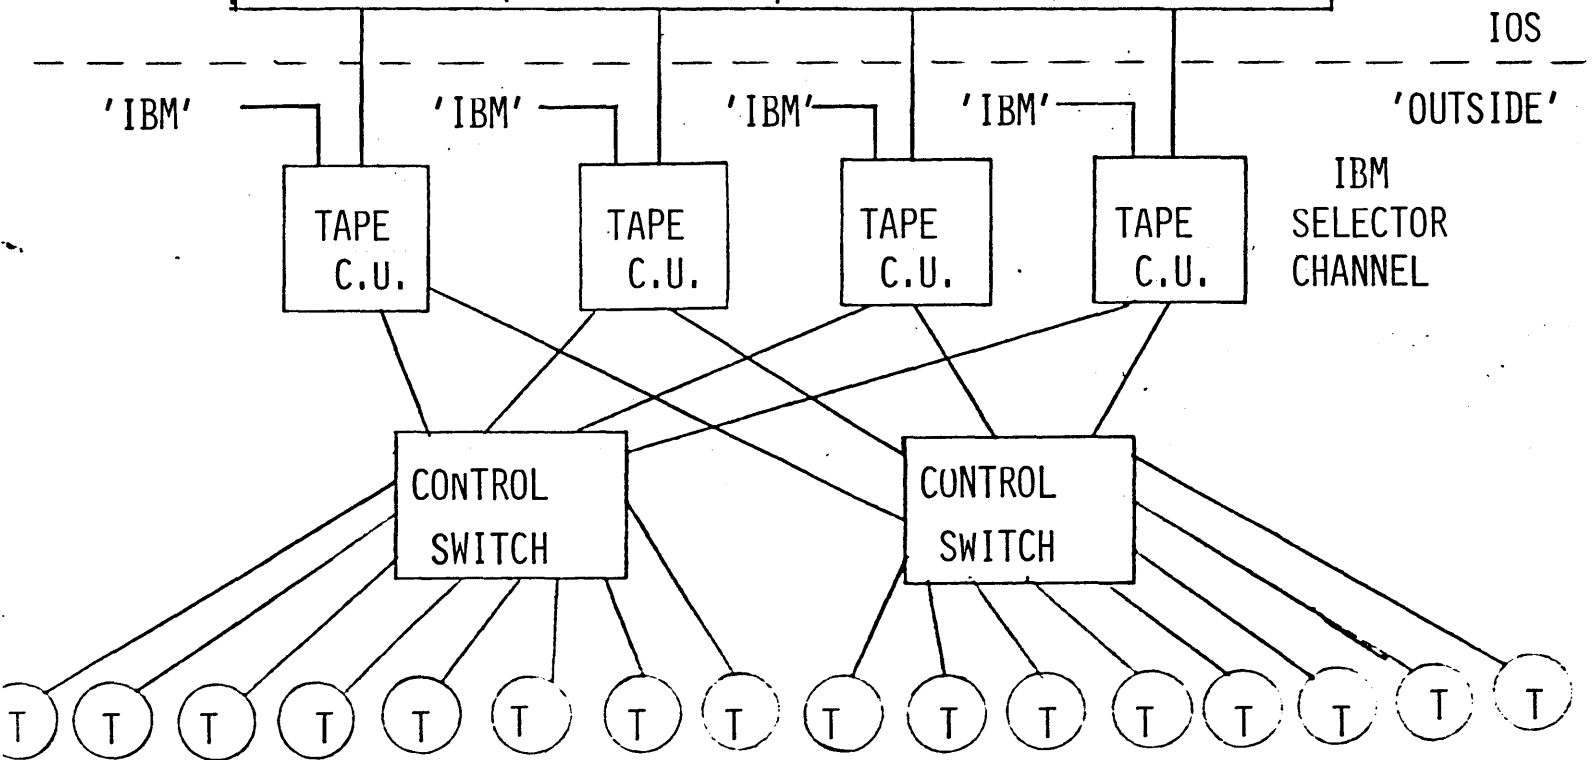 IOS
'IBM' 'IBM' 'IBM' 'IBM' 'OUTSIDE'
IBM
SELECTOR
CHANNEL
TAPE
C.U.
TAPE
C.U.
TAPE
C.U.
TAPE
C.U.
CONTROL
SWITCH
CONTROL
SWITCH
T T T T T T T T T T T T T T T T